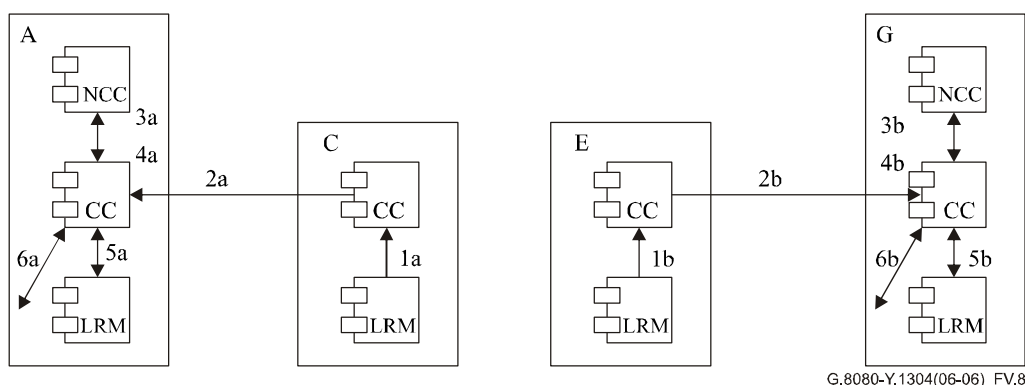 A
G
NCC
NCC
3a
3b
C
E
4a
4b
2a
2b
CC
CC
CC
CC
6a
5a
1a
1b
6b
5b
LRM
LRM
LRM
LRM
G.8080-Y.1304(06-06)_FV.8